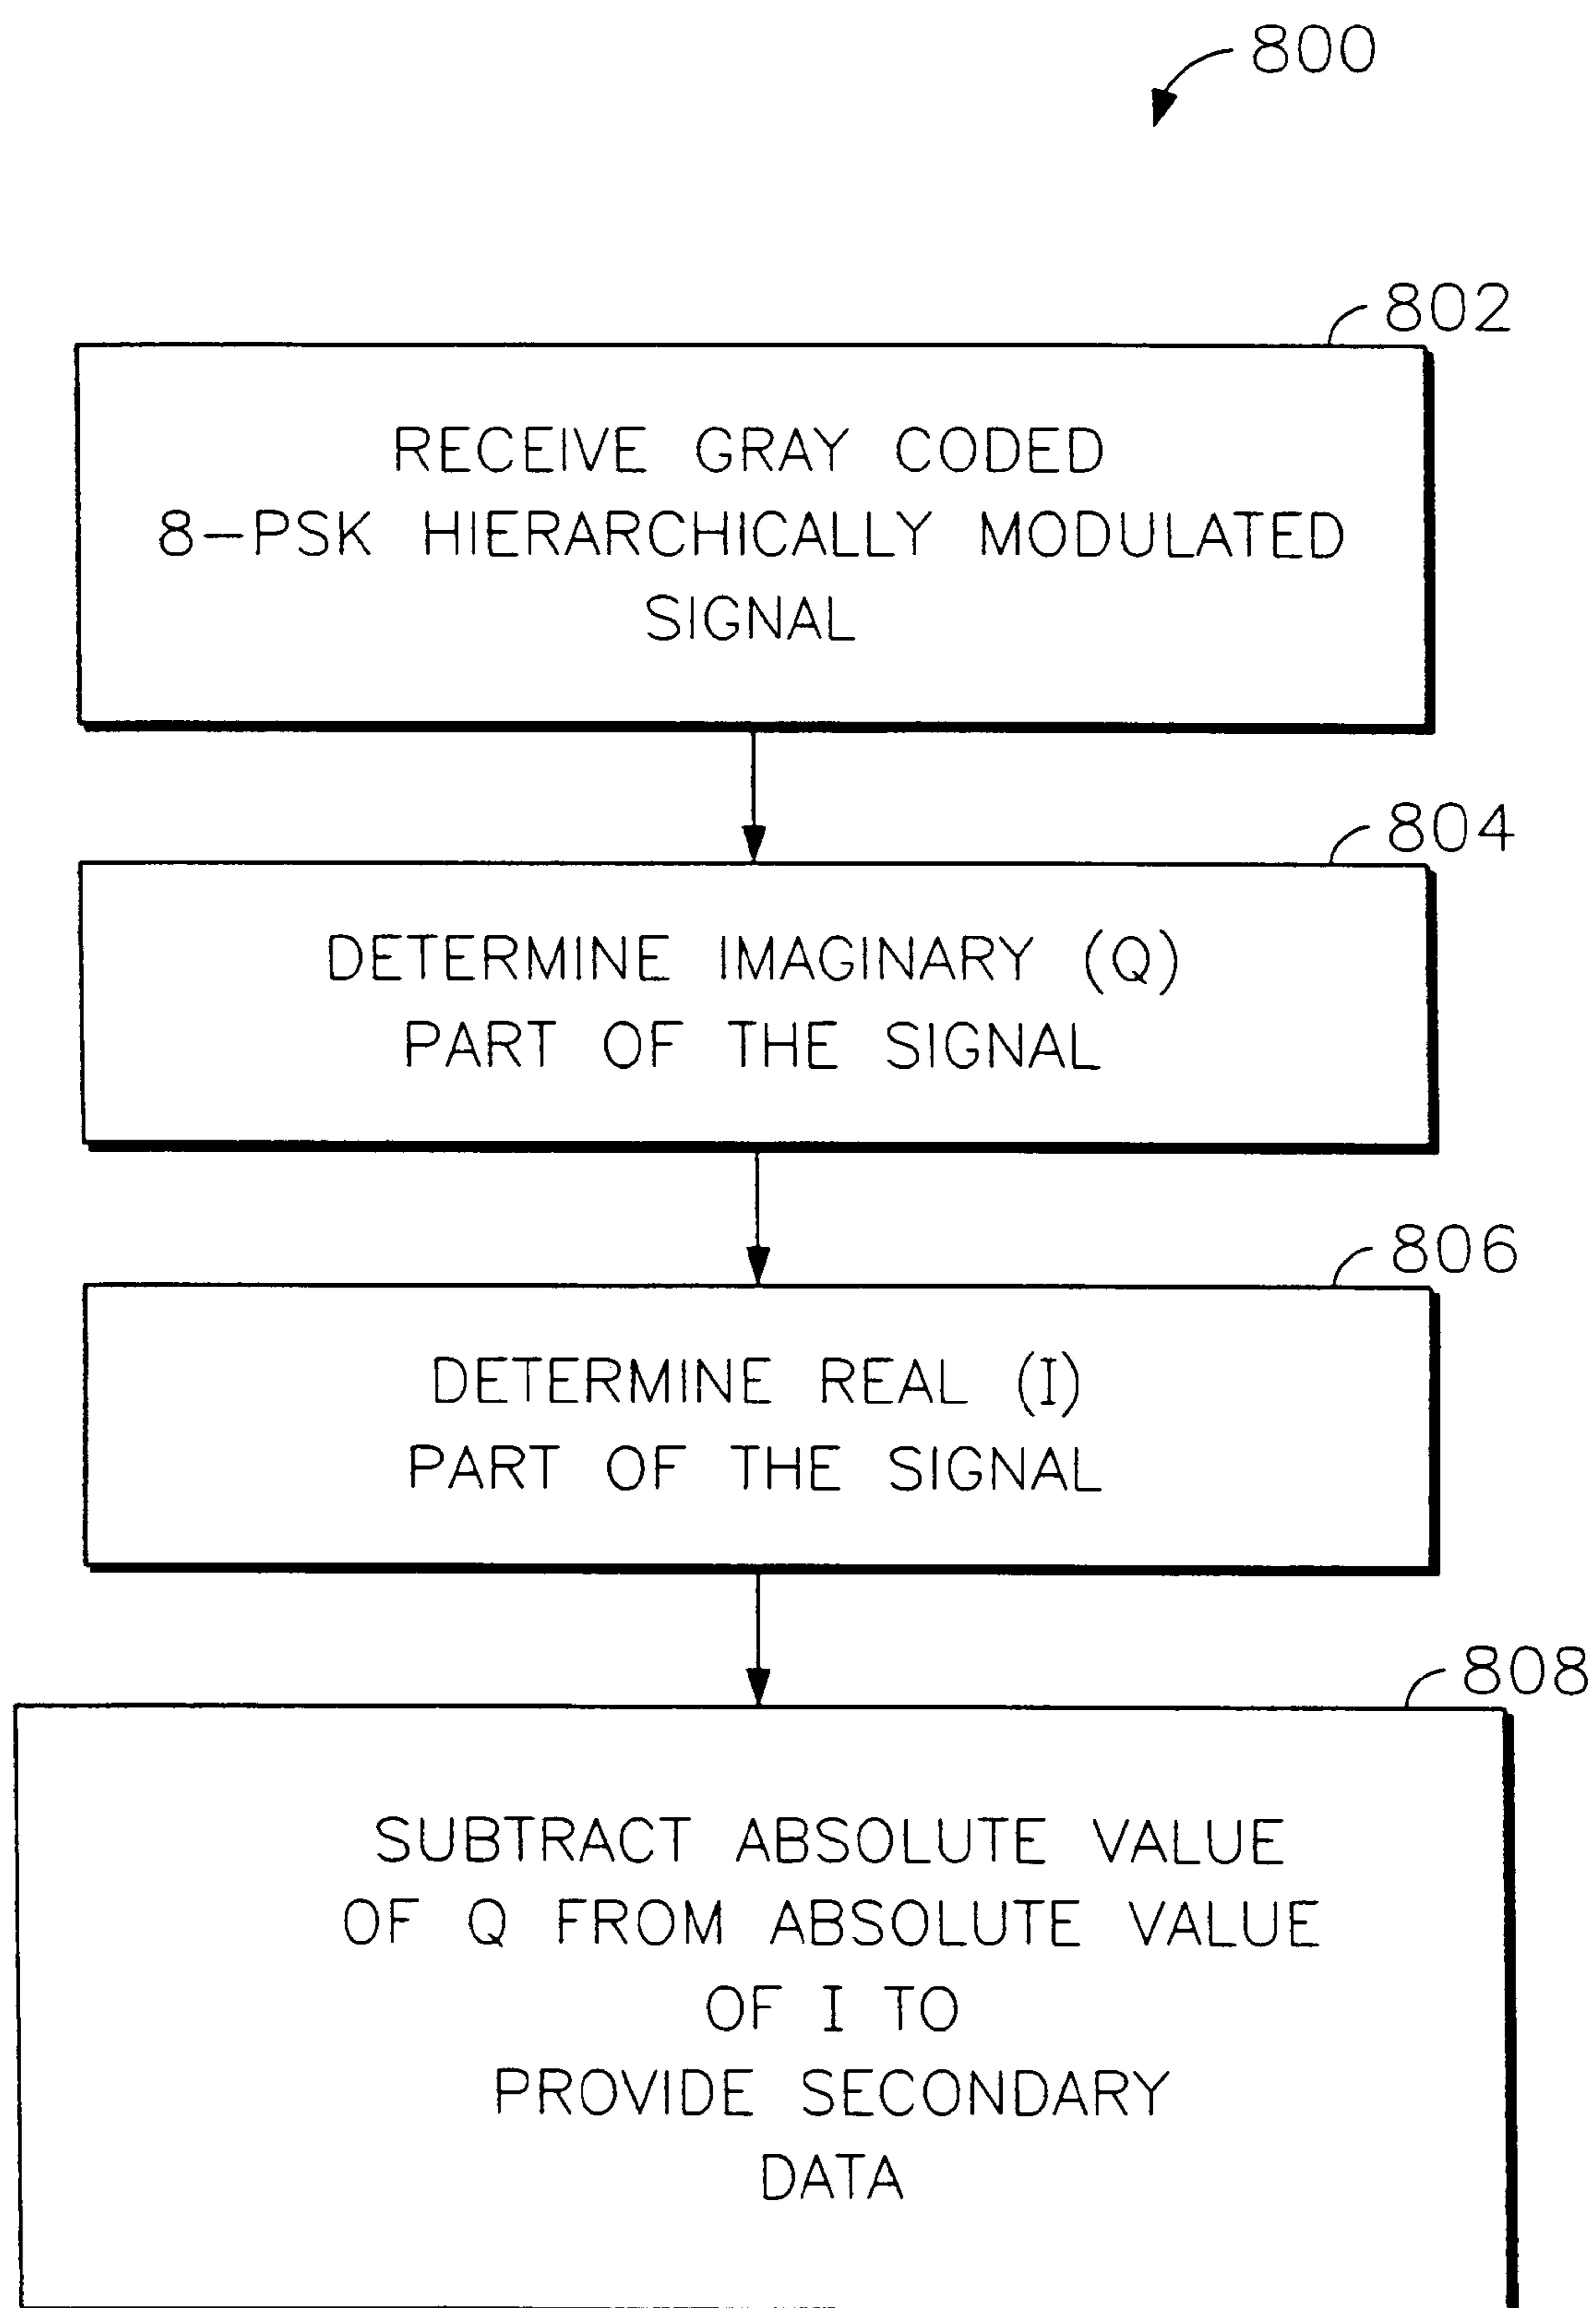 800
802
RECEIVE GRAY CODED
8-PSK HIERARCHICALLY MODULATED
SIGNAL
804
DETERMINE IMAGINARY (Q)
PART OF THE SIGNAL
806
DETERMINE REAL (I)
PART OF THE SIGNAL
808
SUBTRACT ABSOLUTE VALUE
OF Q FROM ABSOLUTE VALUE
OF I TO
PROVIDE SECONDARY
DATA